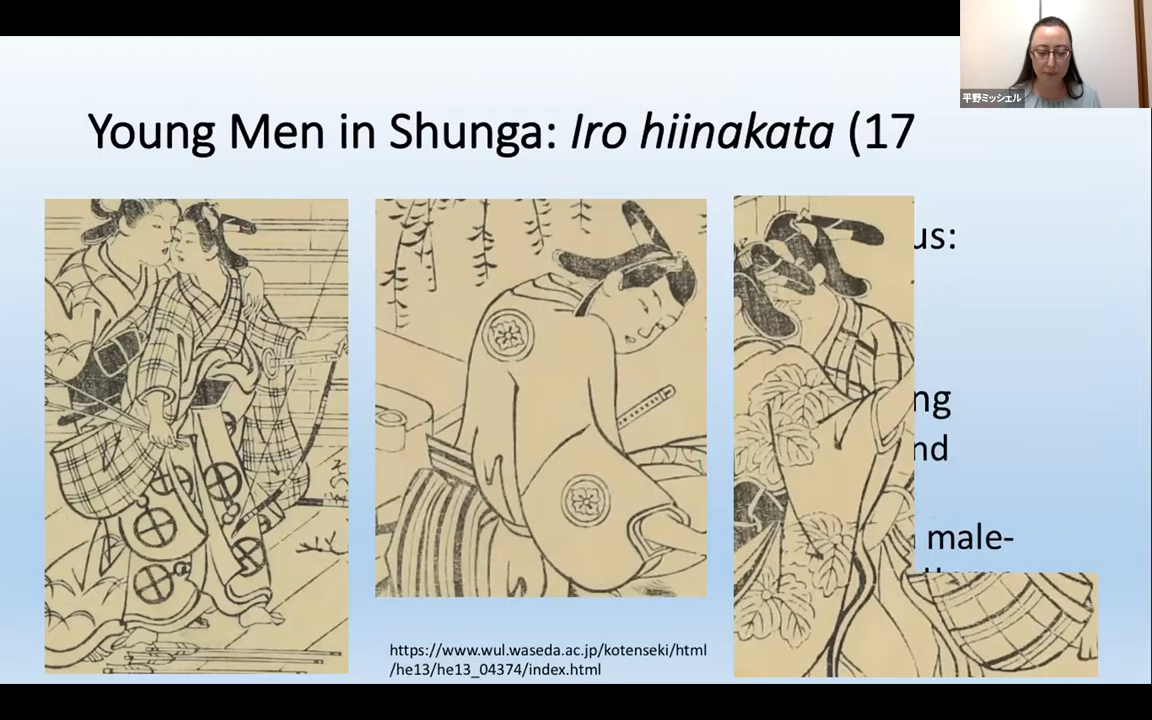 平野ミッシェル
Young Men in Shunga: Iro hiinakata (17
us:
ng
nd
male-
https://www.wul.waseda.ac.jp/kotenseki/html
/he13/he13_04374/index.html